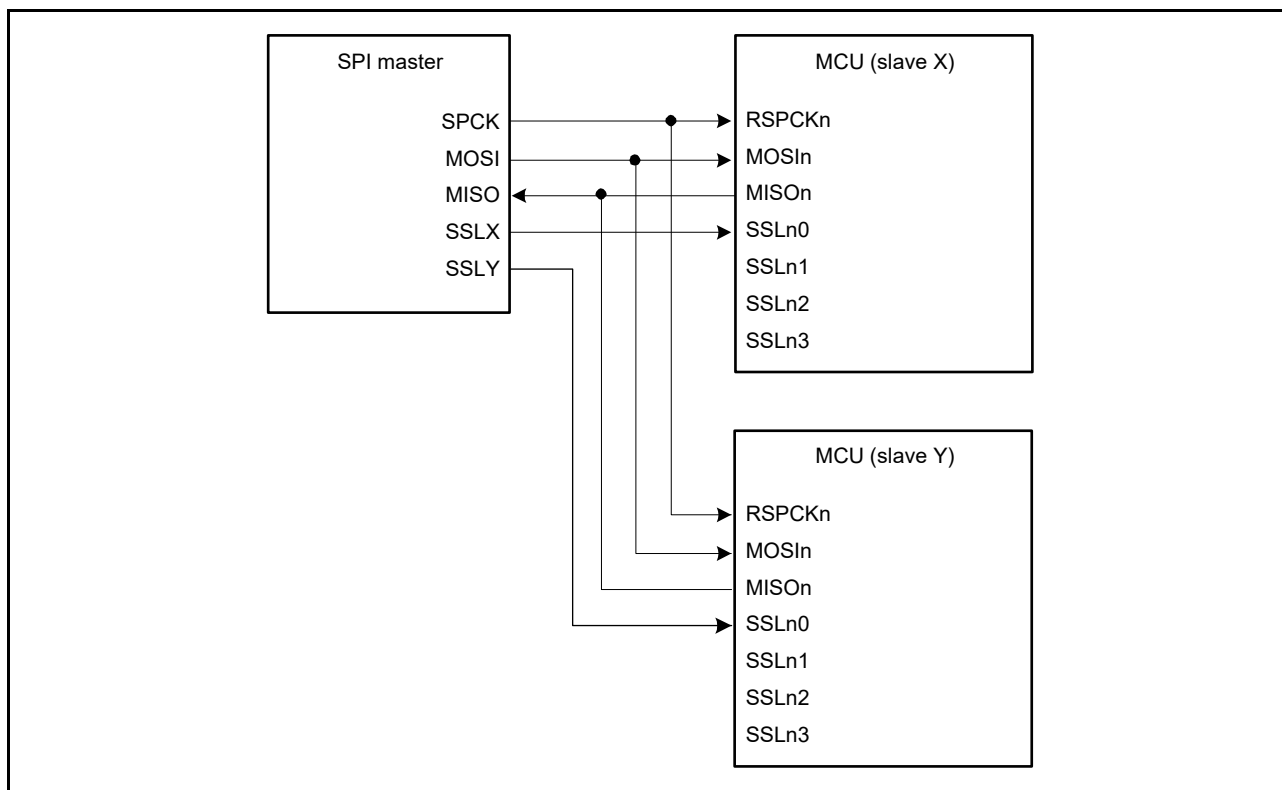 SPI master
SPCK
MOSI
MISO
SSLX
SSLY
MCU (slave X)
RSPCKn
MOSIn
MISOn
SSLn0
SSLn1
SSLn2
SSLn3
MCU (slave Y)
RSPCKn
MOSIn
MISOn
SSLn0
SSLn1
SSLn2
SSLn3